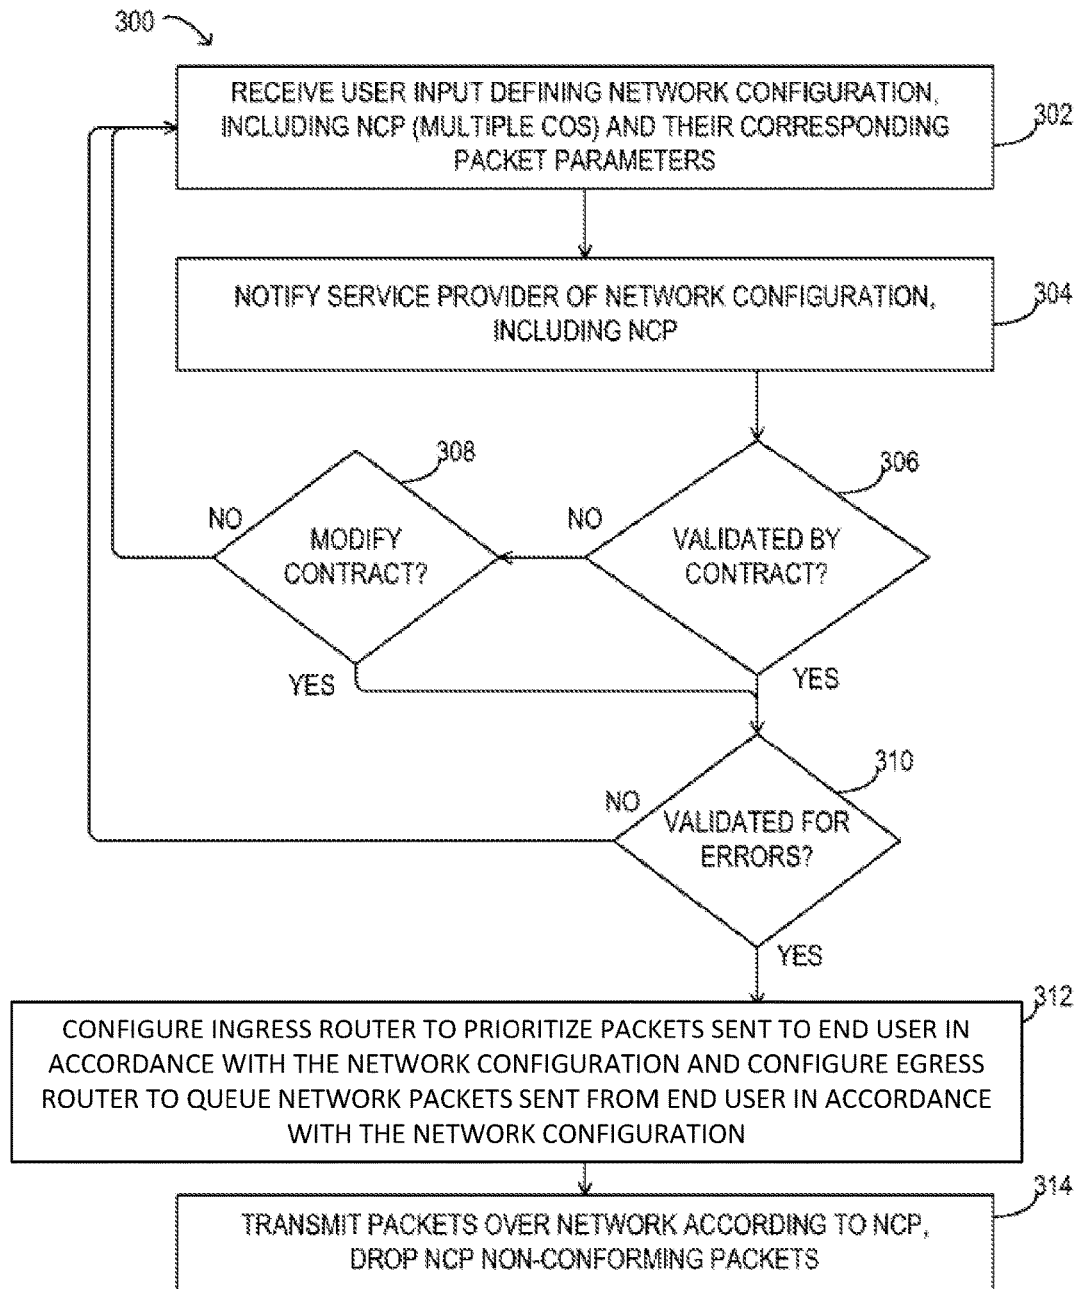 300
RECEIVE USER INPUT DEFINING NETWORK CONFIGURATION,
INCLUDING NCP (MULTIPLE COS) AND THEIR CORRESPONDING
PACKET PARAMETERS
302
NOTIFY SERVICE PROVIDER OF NETWORK CONFIGURATION,
INCLUDING NCP
304
308
306
NO
MODIFY
CONTRACT?
NO
VALIDATED BY
CONTRACT?
YES
YES
310
NO
VALIDATED FOR
ERRORS?
YES
312
CONFIGURE INGRESS ROUTER TO PRIORITIZE PACKETS SENT TO END USER IN
ACCORDANCE WITH THE NETWORK CONFIGURATION AND CONFIGURE EGRESS
ROUTER TO QUEUE NETWORK PACKETS SENT FROM END USER IN ACCORDANCE
WITH THE NETWORK CONFIGURATION
314
TRANSMIT PACKETS OVER NETWORK ACCORDING TO NCP,
DROP NCP NON-CONFORMING PACKETS